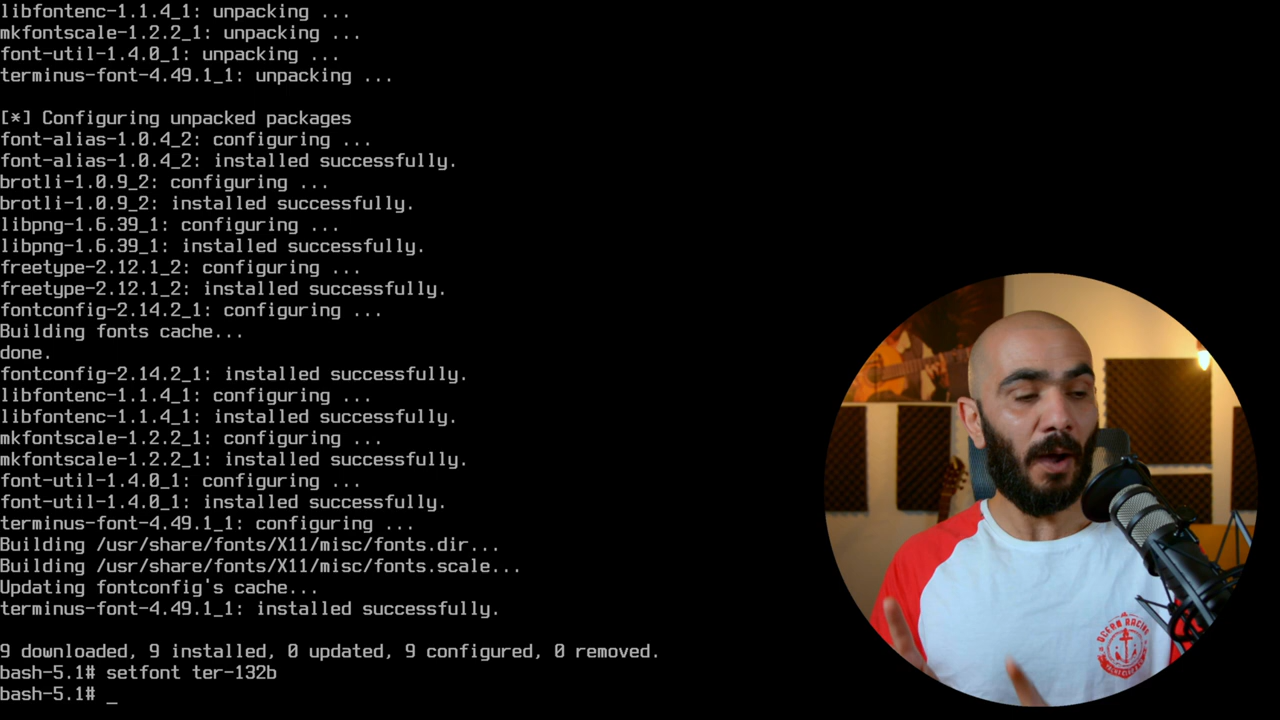 libfontenc-1.1.4_1: unpacking ...
mkfontscale-1.2.2_1: unpacking ...
font-util-1.4.0_1: unpacking ...
terminus-font-4.49.1_1: unpacking ...
[*] Configuring unpacked packages
font-alias-1.0.4_2: configuring ...
font-alias-1.0.4_2: installed successfully.
brotli-1.0.9_2: configuring ...
brotli-1.0.9_2: installed successfully.
libpng-1.6.39_1: configuring ...
libpng-1.6.39_1: installed successfully.
freetype-2.12.1_2: configuring ...
freetype-2.12.1_2: installed successfully.
fontconfig-2.14.2_1: configuring ...
Building fonts cache...
done.
fontconfig-2.14.2_1: installed successfully.
libfontenc-1.1.4_1: configuring ...
libfontenc-1.1.4_1: installed successfully.
mkfontscale-1.2.2_1: configuring ...
mkfontscale-1.2.2_1: installed successfully.
font-util-1.4.0_1: configuring ...
font-util-1.4.0_1: installed successfully.
terminus-font-4.49.1_1: configuring ...
Building /usr/share/fonts/X11/misc/fonts.dir...
Building /usr/share/fonts/X11/misc/fonts.scale...
Updating fontconfig's cache...
terminus-font-4.49.1_1: installed successfully.
9 downloaded, 9 installed, 0 updated, 9 configured, 0 removed.
bash-5.1# setfont ter-132b
bash-5.1# _
OCEAN RACING